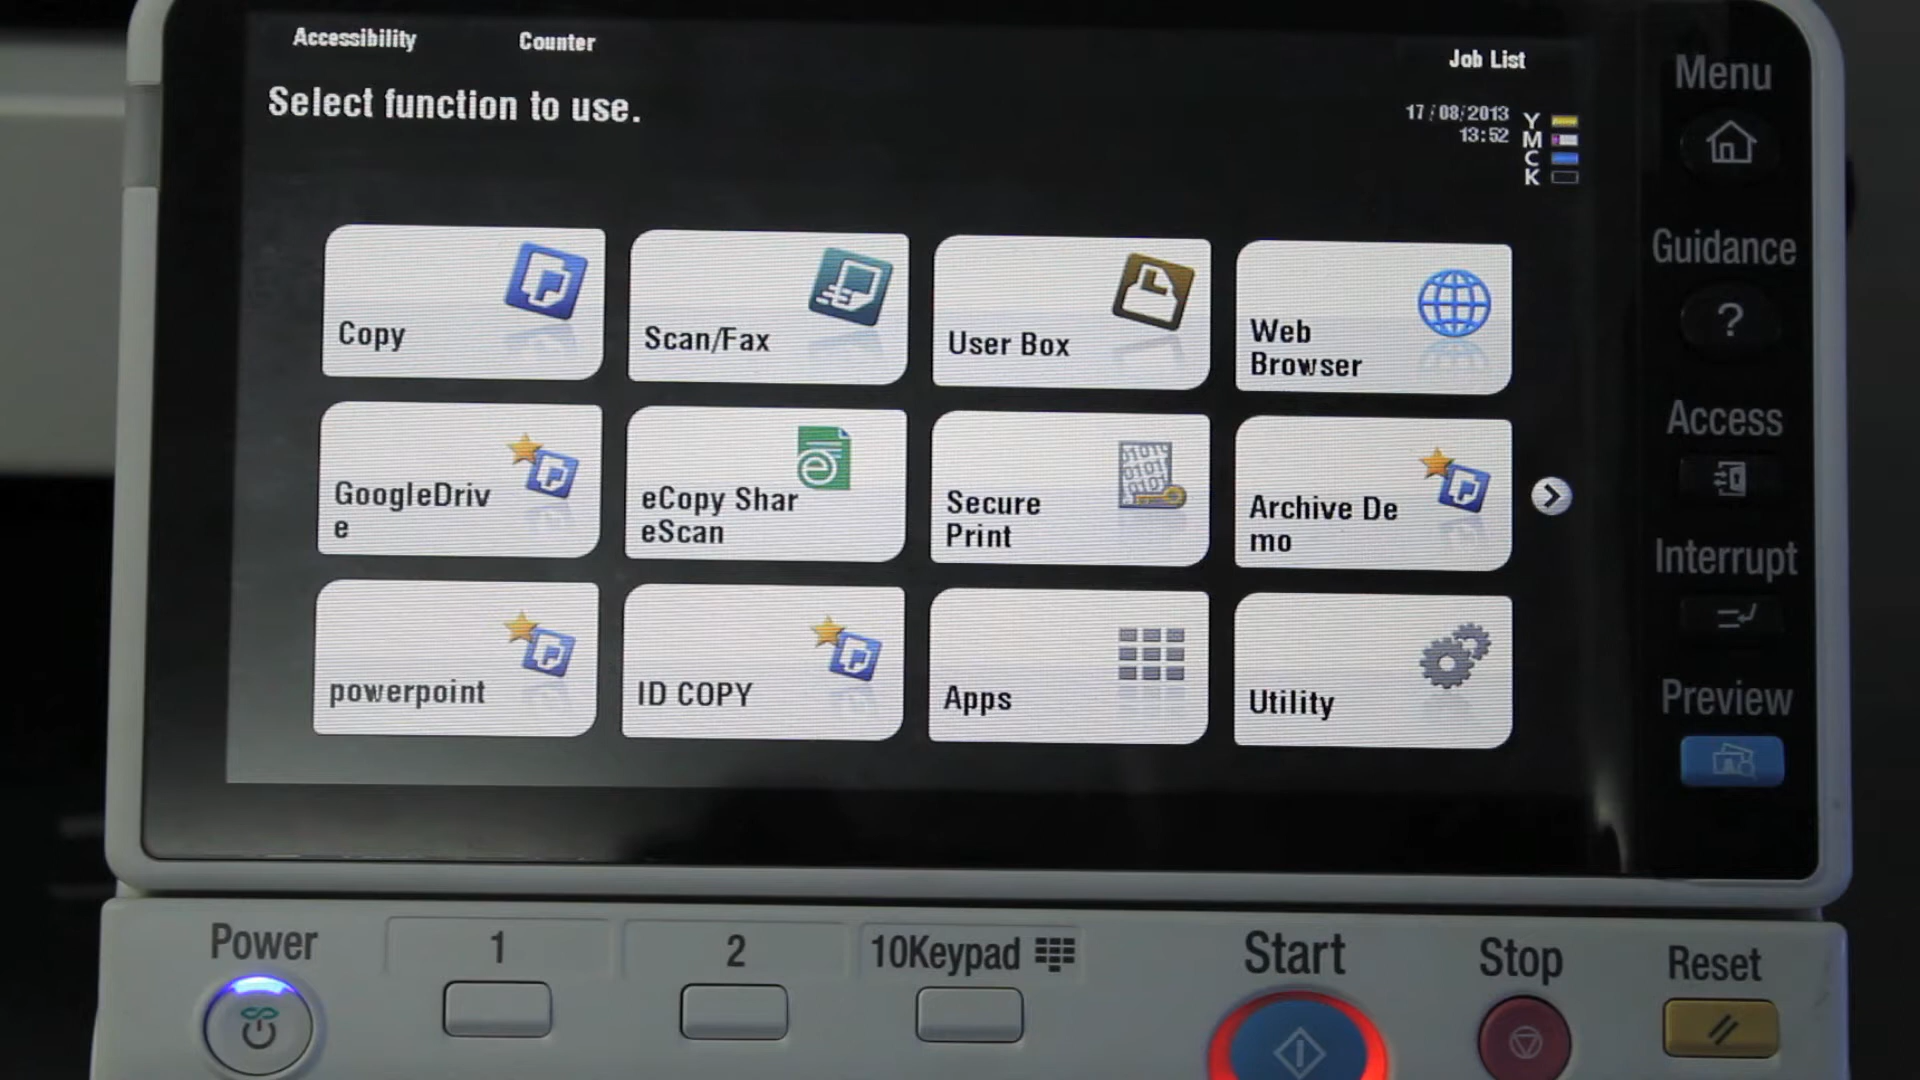 Accessibility
Counter
Job List
Menu
Select function to use.
17/08/2013
13:52
Y
M
C
K
Guidance
?
Copy
Scan/Fax
User Box
Web
Browser
Access
GoogleDriv
e
eCopy Shar
eScan
Secure
Print
Archive De
mo
Interrupt
powerpoint
ID COPY
Apps
Utility
Preview
Power
1
2
10Keypad
Start
Stop
Reset